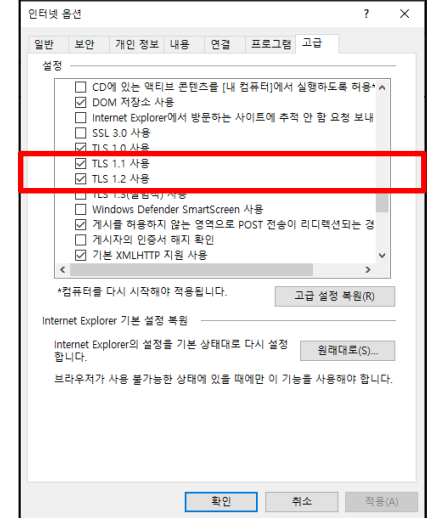 인터넷 옵션 ? ×
일반 보안 개인 정보 내용 연결 프로그램 고급
설정
CD에 있는 액티브 콘텐츠를 [내 컴퓨터]에서 실행하도록 허용*
DOM 저장소 사용
Internet Explorer에서 방문하는 사이트에 추적 안 함 요청 보내
SSL 3.0 사용
TLS 1.0 사용
TLS 1.1 사용
TLS 1.2 사용
TLS 1.3(실험적) 사용
Windows Defender SmartScreen 사용
게시를 허용하지 않는 영역으로 POST 전송이 리디렉션되는 경
게시자의 인증서 해지 확인
기본 XMLHTTP 지원 사용
*컴퓨터를 다시 시작해야 적용됩니다.
고급 설정 복원(R)
Internet Explorer 기본 설정 복원
Internet Explorer의 설정을 기본 상태대로 다시 설정
합니다.
원래대로(S)...
브라우저가 사용 불가능한 상태에 있을 때에만 이 기능을 사용해야 합니다.
확인 취소 적용(A)